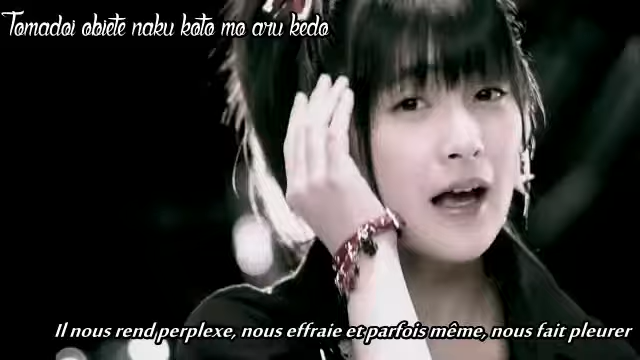 Tomadoi obiete naku koto mo aru kedo
Il nous rend perplexe, nous effraie et parfois même, nous fait pleurer